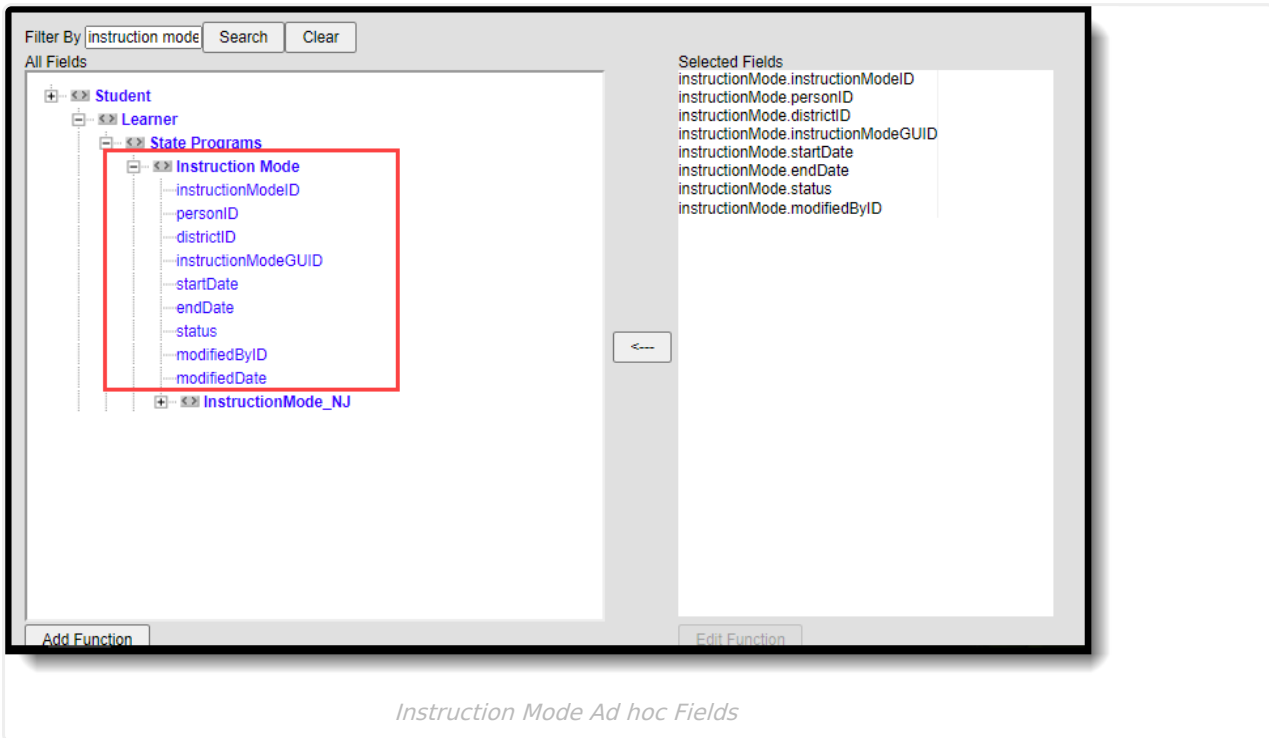 Filter By instruction mode Search Clear
All Fields
Student
Learner
State Programs
Instruction Mode
instructionModeID
personID
districtID
instructionModeGUID
startDate
endDate
status
modifiedByID
modifiedDate
InstructionMode_NJ
Add Function
<---
Selected Fields
instructionMode.instructionModeID
instructionMode.personID
instructionMode.districtID
instructionMode.instructionModeGUID
instructionMode.startDate
instructionMode.endDate
instructionMode.status
instructionMode.modifiedByID
Edit Function
Instruction Mode Ad hoc Fields